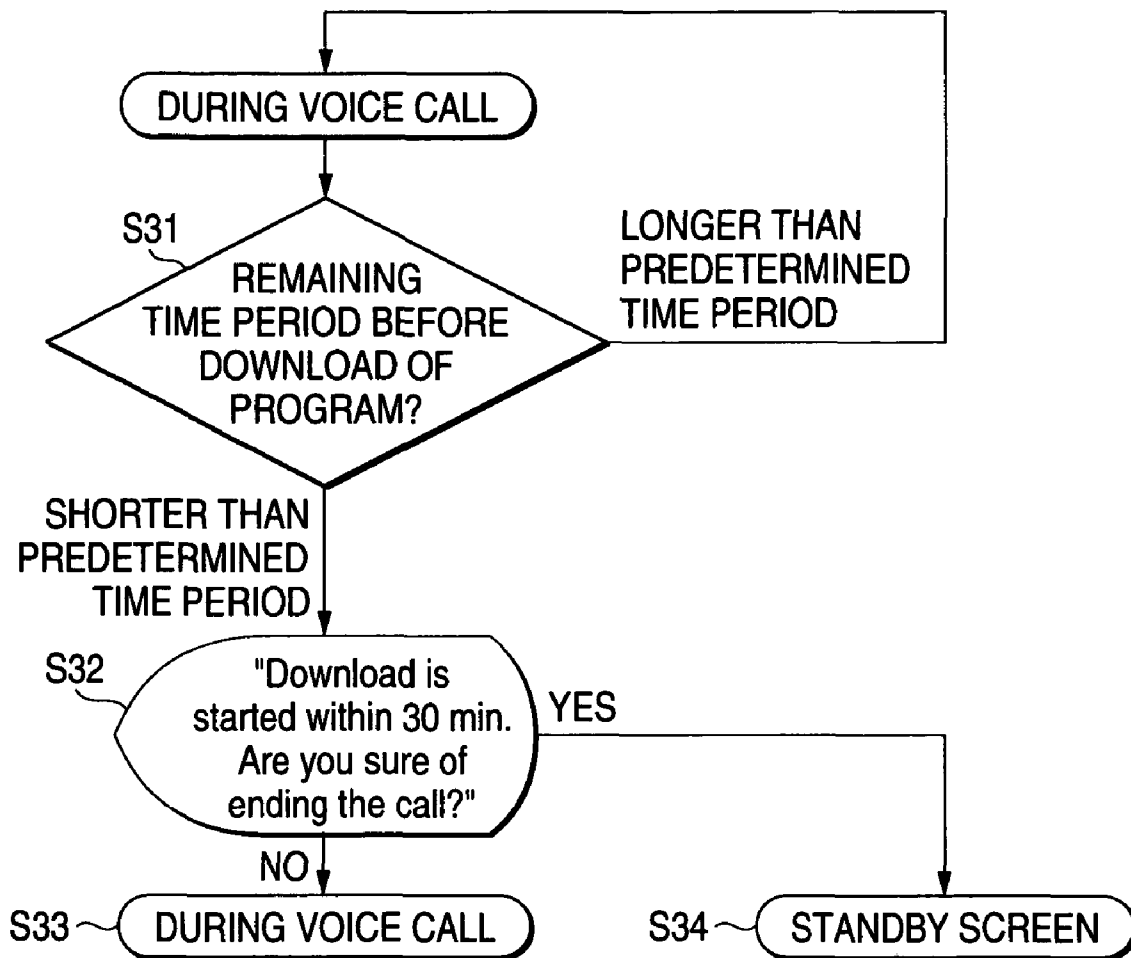 DURING VOICE CALL
S31
REMAINING
TIME PERIOD BEFORE
DOWNLOAD OF
PROGRAM?
LONGER THAN
PREDETERMINED
TIME PERIOD
SHORTER THAN
PREDETERMINED
TIME PERIOD
S32
"Download is
started within 30 min.
Are you sure of
ending the call?"
YES
NO
S33
DURING VOICE CALL
S34
STANDBY SCREEN